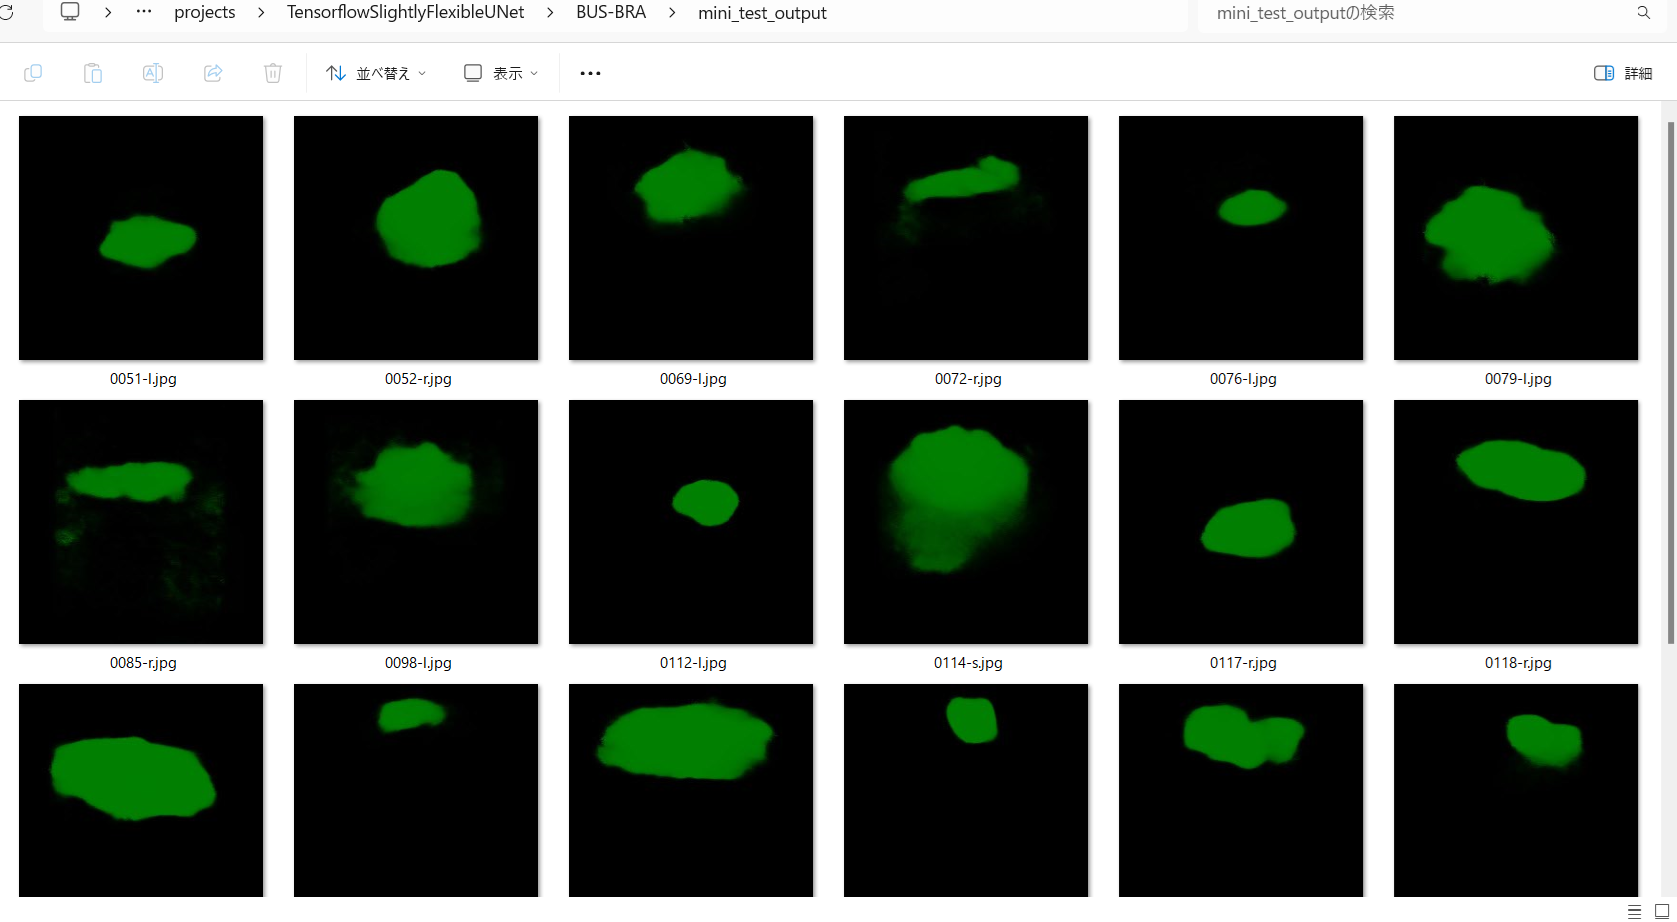 projects > TensorflowSlightlyFlexibleUNet > BUS-BRA > mini_test_output
mini_test_outputの検索
並べ替え
表示
詳細
0051-l.jpg
0052-r.jpg
0069-l.jpg
0072-r.jpg
0076-l.jpg
0079-l.jpg
0085-r.jpg
0098-l.jpg
0112-l.jpg
0114-s.jpg
0117-r.jpg
0118-r.jpg